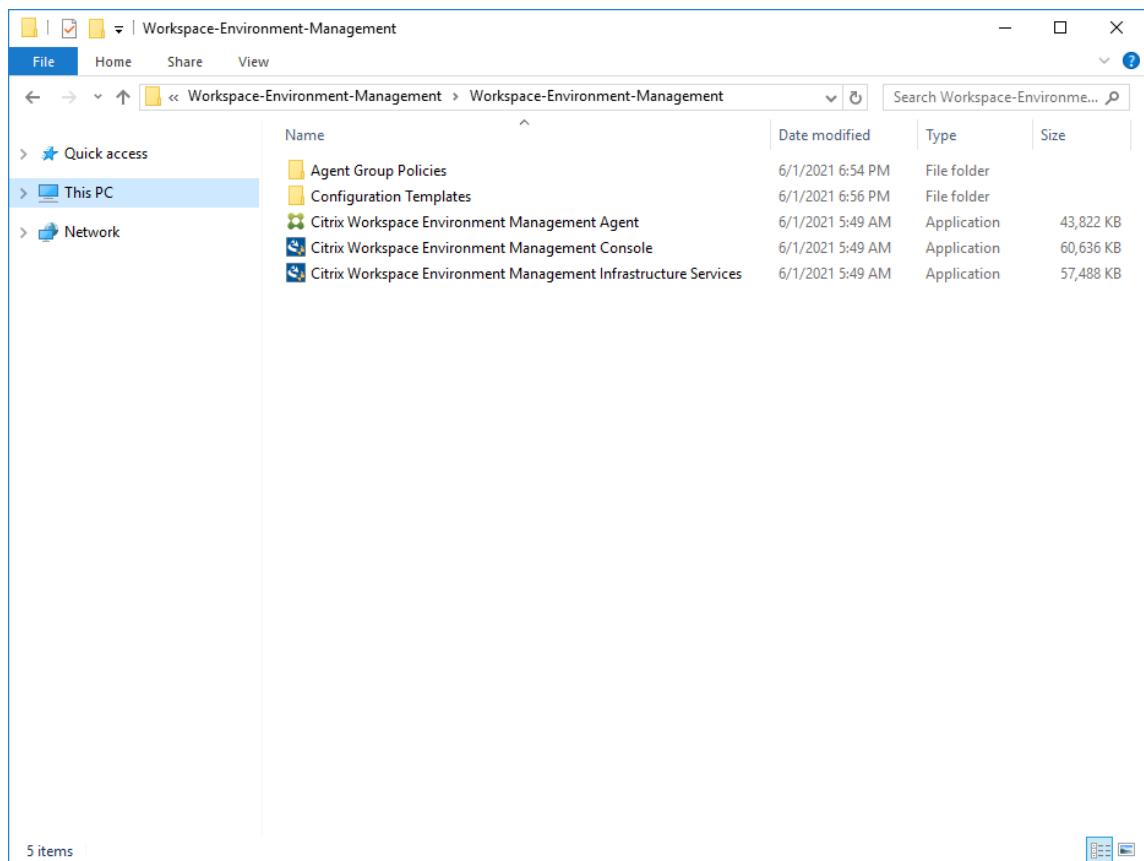 Workspace-Environment-Management
File Home Share View
« Workspace-Environment-Management > Workspace-Environment-Management Search Workspace-Environme...
Name Date modified Type Size
Quick access
This PC
Network
Agent Group Policies 6/1/2021 6:54 PM File folder
Configuration Templates 6/1/2021 6:56 PM File folder
Citrix Workspace Environment Management Agent 6/1/2021 5:49 AM Application 43,822 KB
Citrix Workspace Environment Management Console 6/1/2021 5:49 AM Application 60,636 KB
Citrix Workspace Environment Management Infrastructure Services 6/1/2021 5:49 AM Application 57,488 KB
5 items